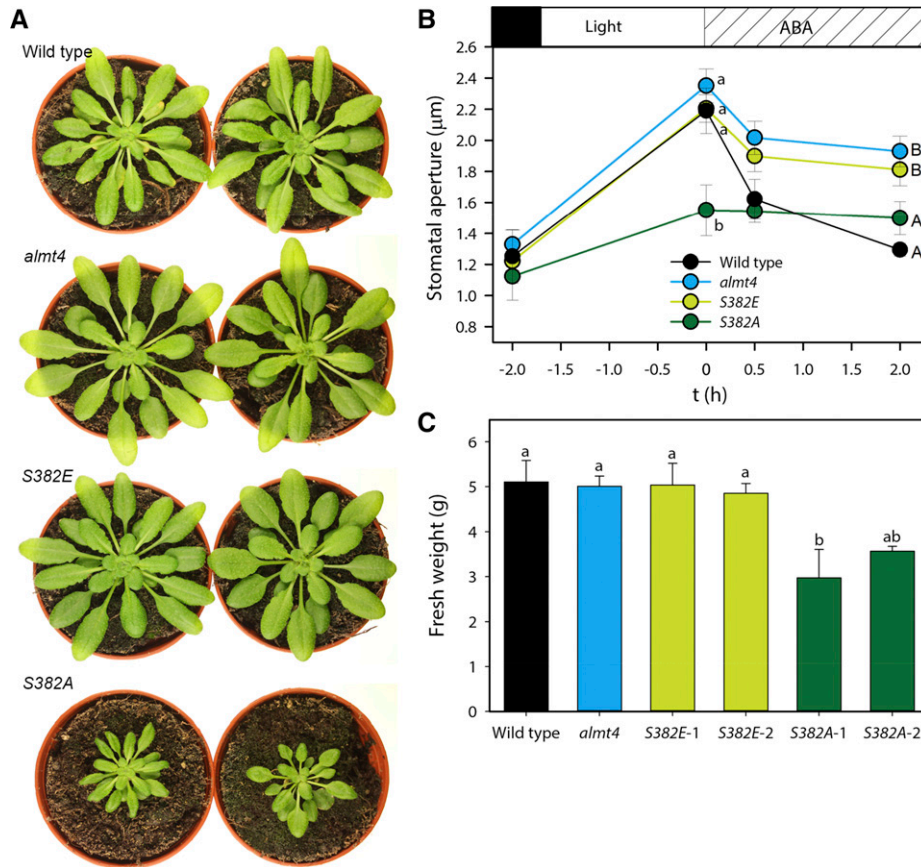 A
Wild type
almt4
S382E
S382A
B
Light
ABA
Stomatal aperture (μm)
2.6
2.4
2.2
2.0
1.8
1.6
1.4
1.2
1.0
0.8
a
a
a
b
B
B
A
A
Wild type
almt4
S382E
S382A
-2.0 -1.5 -1.0 -0.5 0 0.5 1.0 1.5 2.0
t (h)
C
Fresh weight (g)
6
5
4
3
2
1
0
a a a a b ab
Wild type almt4 S382E-1 S382E-2 S382A-1 S382A-2